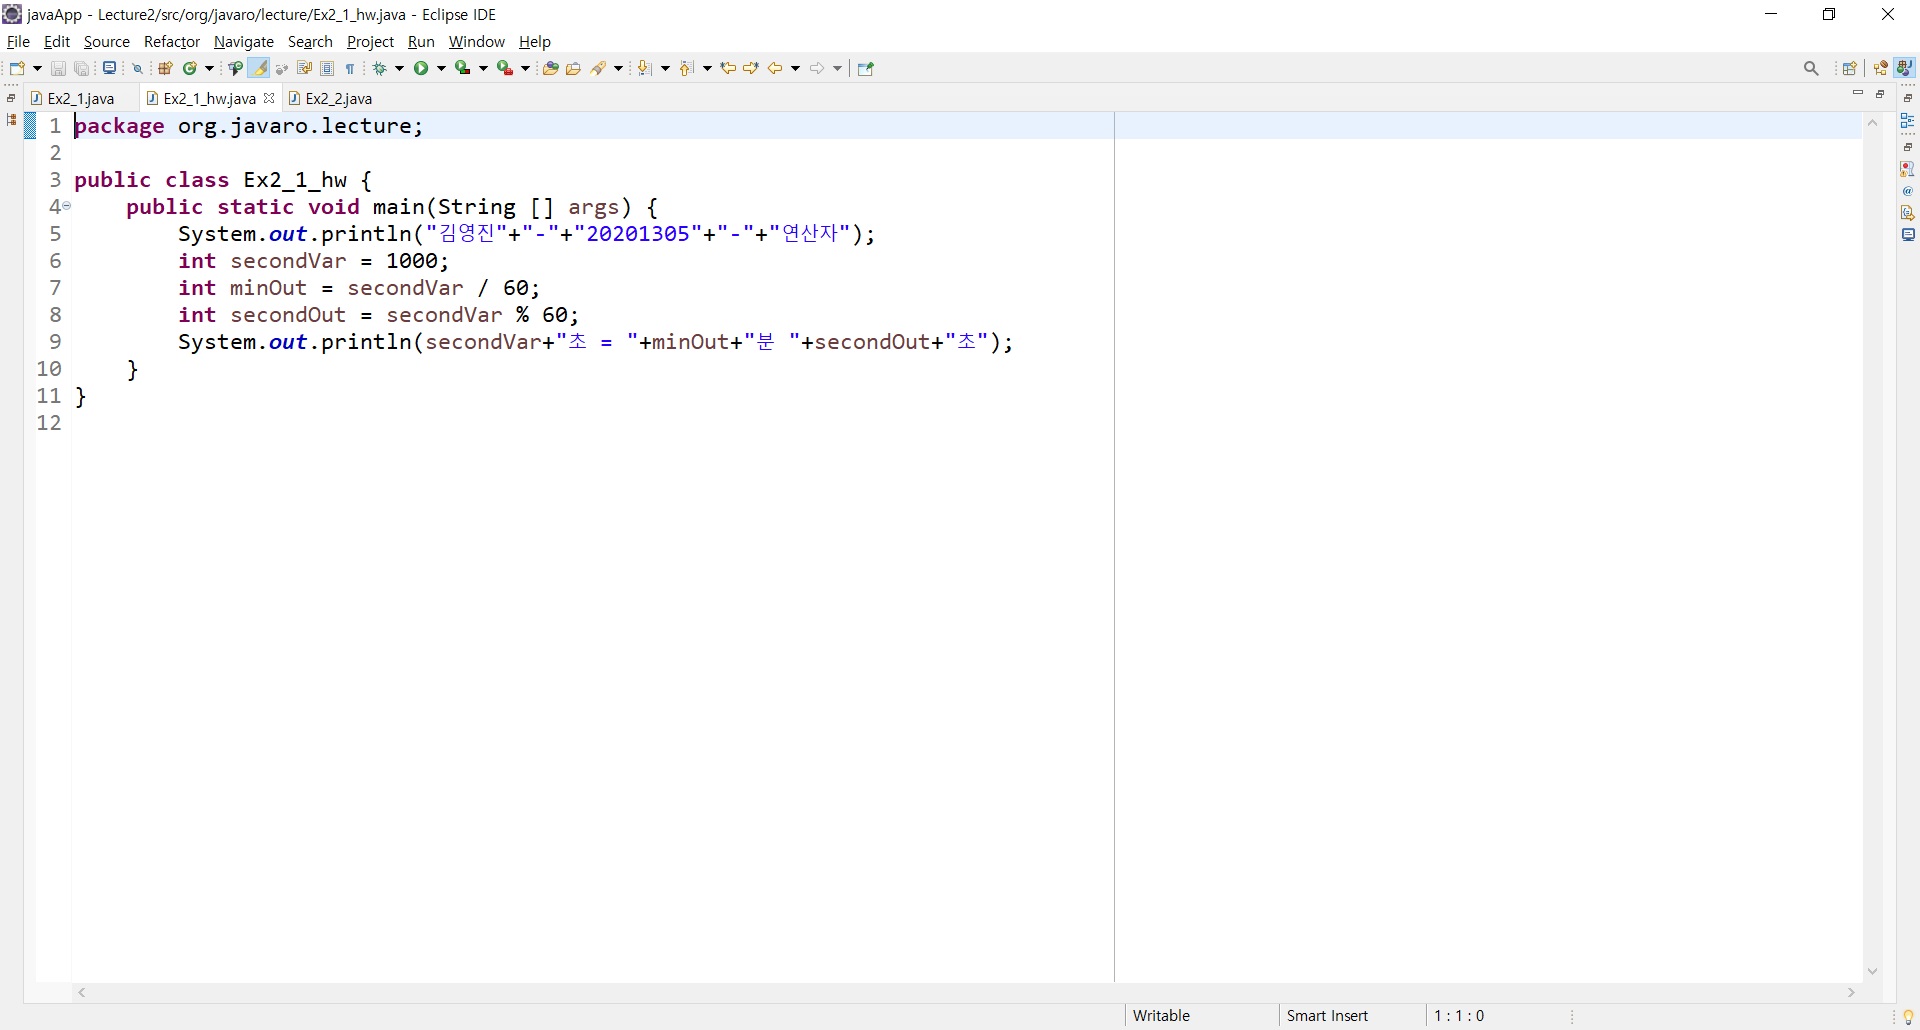 javaApp - Lecture2/src/org/javaro/lecture/Ex2_1_hw.java - Eclipse IDE
File Edit Source Refactor Navigate Search Project Run Window Help
Ex2_1.java Ex2_1_hw.java Ex2_2.java
1 package org.javaro.lecture;
2
3 public class Ex2_1_hw {
4 public static void main(String [] args) {
5 System.out.println("김영진"+"-"+"20201305"+"-"+"연산자");
6 int secondVar = 1000;
7 int minOut = secondVar / 60;
8 int secondOut = secondVar % 60;
9 System.out.println(secondVar+"초 = "+minOut+"분 "+secondOut+"초");
10 }
11 }
12
Writable Smart Insert 1 : 1 : 0